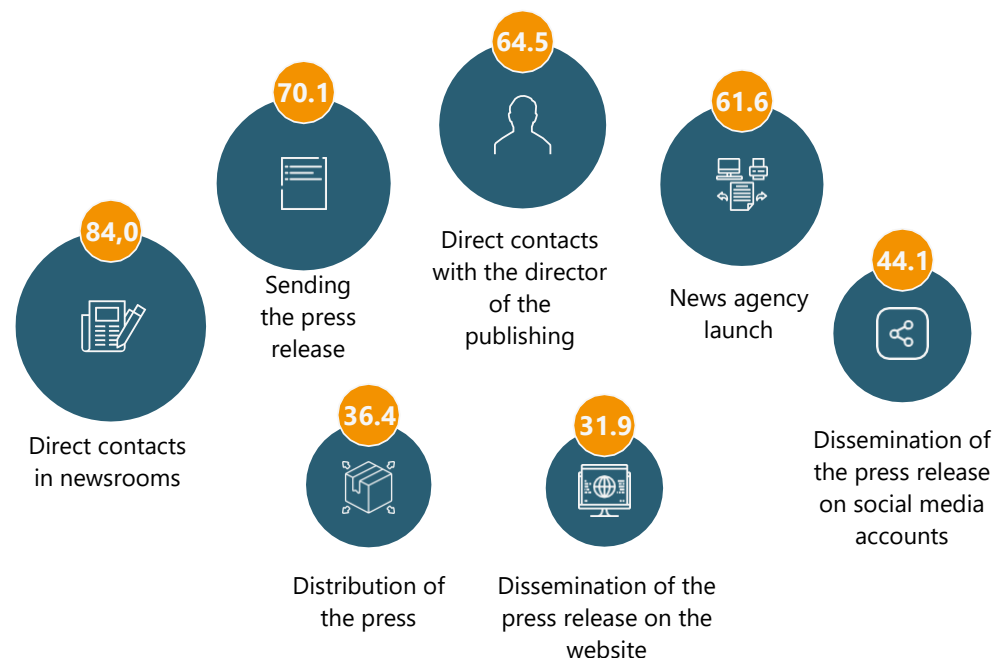 84,0
Direct contacts
in newsrooms
70.1
Sending
the press
release
64.5
Direct contacts
with the director
of the
publishing
61.6
News agency
launch
44.1
Dissemination of
the press release
on social media
accounts
36.4
Distribution of
the press
31.9
Dissemination of the
press release on the
website